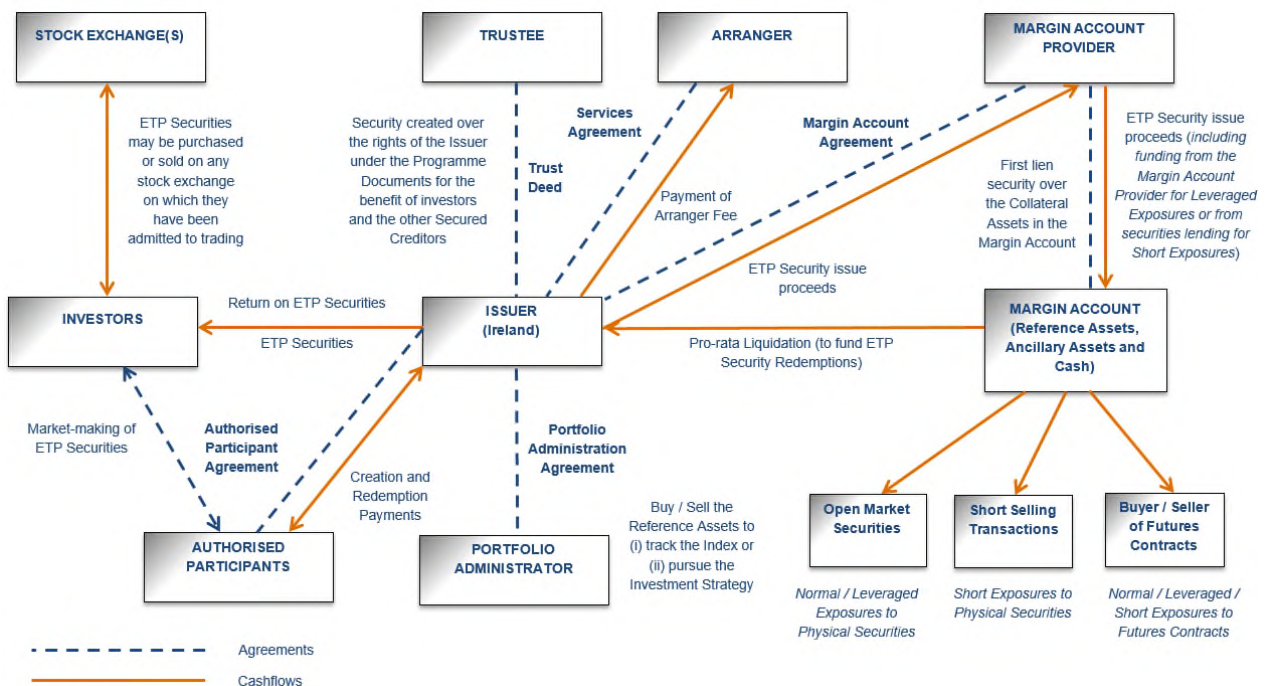 STOCK EXCHANGE(S)
TRUSTEE
ARRANGER
MARGIN ACCOUNT
PROVIDER
ETP Securities
may be purchased
or sold on any
stock exchange
on which they
have been
admitted to trading
Security created over
the rights of the Issuer
under the Programme
Documents for the
benefit of investors
and the other Secured
Creditors
Trust
Deed
Services
Agreement
Payment of
Arranger Fee
Margin Account
Agreement
First lien
security over
the Collateral
Assets in the
Margin Account
ETP Security issue
proceeds (including
funding from the
Margin Account
Provider for Leveraged
Exposures or from
securities lending for
Short Exposures)
ETP Security issue
proceeds
INVESTORS
Return on ETP Securities
ETP Securities
ISSUER
(Ireland)
Pro-rata Liquidation (to fund ETP
Security Redemptions)
MARGIN ACCOUNT
(Reference Assets,
Ancillary Assets and
Cash)
Market-making of
ETP Securities
Authorised
Participant
Agreement
Creation and
Redemption
Payments
Portfolio
Administration
Agreement
AUTHORISED
PARTICIPANTS
PORTFOLIO
ADMINISTRATOR
Buy / Sell the
Reference Assets to
(i) track the Index or
(ii) pursue the
Investment Strategy
Open Market
Securities
Short Selling
Transactions
Buyer / Seller
of Futures
Contracts
Normal / Leveraged
Exposures to
Physical Securities
Short Exposures to
Physical Securities
Normal / Leveraged /
Short Exposures to
Futures Contracts
Agreements
Cashflows